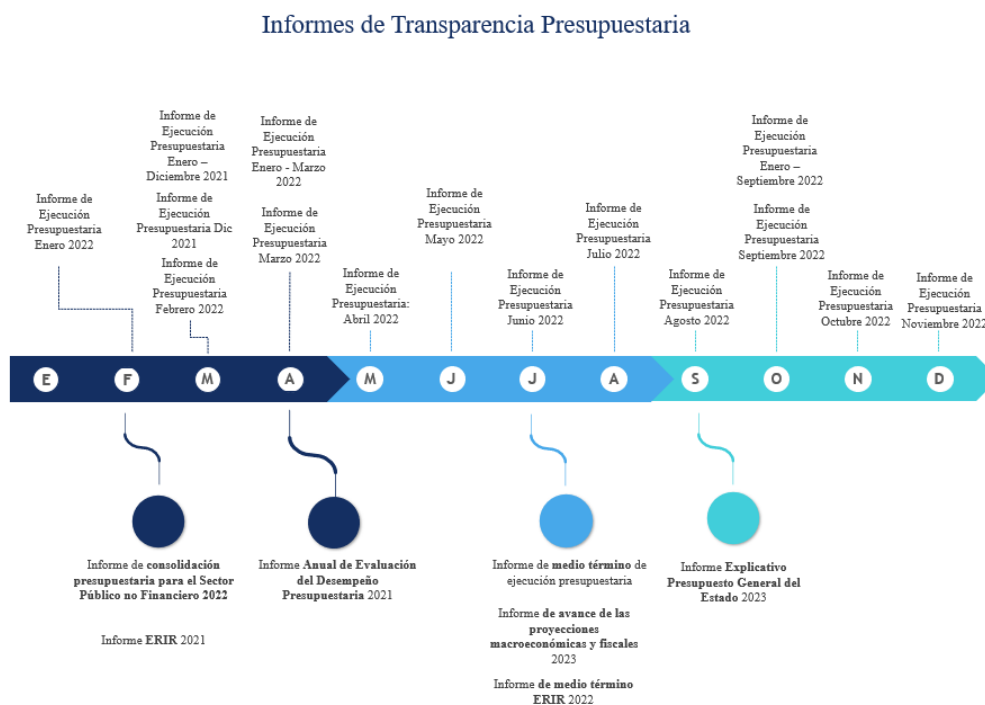 Informes de Transparencia Presupuestaria
Informe de
Ejecución
Presupuestaria
Enero 2022
Informe de
Ejecución
Presupuestaria
Enero –
Diciembre 2021
Informe de
Ejecución
Presupuestaria Dic
2021
Informe de
Ejecución
Presupuestaria
Febrero 2022
Informe de
Ejecución
Presupuestaria
Enero - Marzo
2022
Informe de
Ejecución
Presupuestaria
Marzo 2022
Informe de
Ejecución
Presupuestaria:
Abril 2022
Informe de
Ejecución
Presupuestaria
Mayo 2022
Informe de
Ejecución
Presupuestaria
Junio 2022
Informe de
Ejecución
Presupuestaria
Julio 2022
Informe de
Ejecución
Presupuestaria
Agosto 2022
Informe de
Ejecución
Presupuestaria
Enero –
Septiembre 2022
Informe de
Ejecución
Presupuestaria
Septiembre 2022
Informe de
Ejecución
Presupuestaria
Octubre 2022
Informe de
Ejecución
Presupuestaria
Noviembre 2022
E F M A M J J A S O N D
Informe de consolidación
presupuestaria para el Sector
Público no Financiero 2022
Informe ERIR 2021
Informe Anual de Evaluación
del Desempeño
Presupuestaria 2021
Informe de medio término de
ejecución presupuestaria
Informe de avance de las
proyecciones
macroeconómicas y fiscales
2023
Informe de medio término
ERIR 2022
Informe Explicativo
Presupuesto General del
Estado 2023